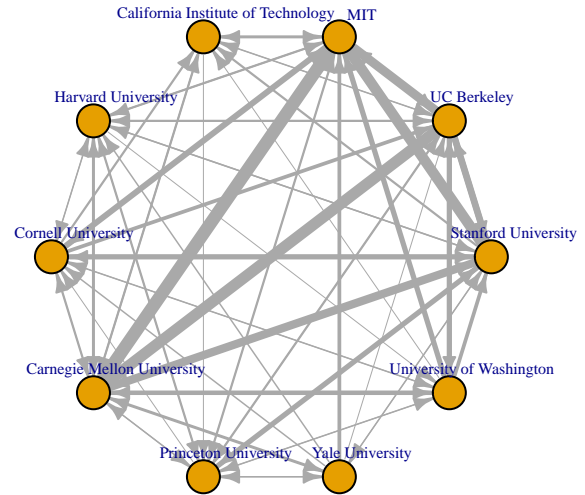 California Institute of Technology
MIT
Harvard University
UC Berkeley
Cornell University
Stanford University
Carnegie Mellon University
University of Washington
Princeton University
Yale University